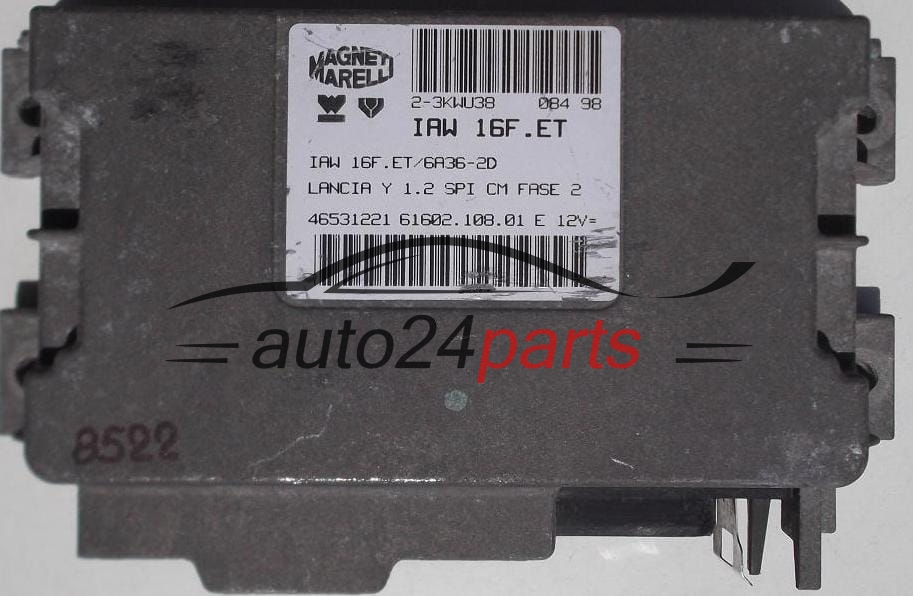 MAGNETI
MARELLI
2-3KWU38 084 98
IAW 16F.ET
IAW 16F.ET/6A36-2D
LANCIA Y 1.2 SPI CM FASE 2
46531221 61602.108.01 E 12V=
auto24parts
8522